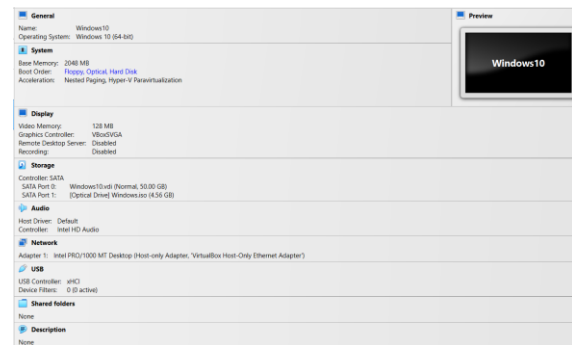 General
Preview
Name: Windows10
Operating System: Windows 10 (64-bit)
Windows10
System
Base Memory: 2048 MB
Boot Order: Floppy, Optical, Hard Disk
Acceleration: Nested Paging, Hyper-V Paravirtualization
Display
Video Memory: 128 MB
Graphics Controller: VBoxSVGA
Remote Desktop Server: Disabled
Recording: Disabled
Storage
Controller: SATA
SATA Port 0: Windows10.vdi (Normal, 50.00 GB)
SATA Port 1: [Optical Drive] Windows.iso (4.56 GB)
Audio
Host Driver: Default
Controller: Intel HD Audio
Network
Adapter 1: Intel PRO/1000 MT Desktop (Host-only Adapter, 'VirtualBox Host-Only Ethernet Adapter')
USB
USB Controller: xHCI
Device Filters: 0 (0 active)
Shared folders
None
Description
None